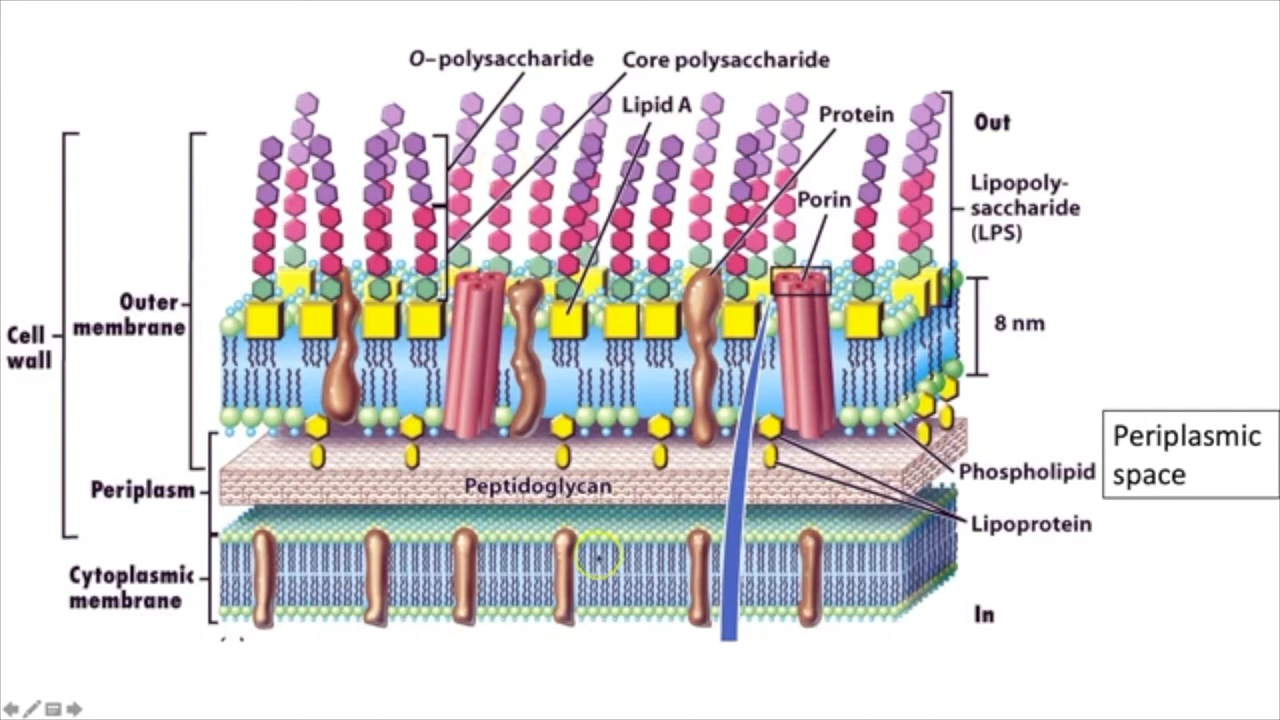 O–polysaccharide
Core polysaccharide
Lipid A
Protein
Out
Porin
Lipopoly-
saccharide
(LPS)
Outer
membrane
8 nm
Cell
wall
Periplasmic
space
Phospholipid
Periplasm
Peptidoglycan
Lipoprotein
Cytoplasmic
membrane
In